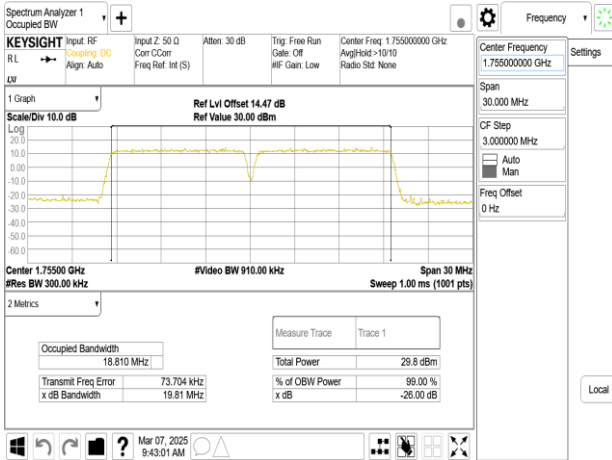 Spectrum Analyzer 1
Occupied BW
Frequency
KEYSIGHT
RL
LXI
Input: RF
Coupling: DC
Align: Auto
Input Z: 50 Ω
Corr CCorr
Freq Ref: Int (S)
Atten: 30 dB
Trig: Free Run
Gate: Off
#IF Gain: Low
Center Freq: 1.755000000 GHz
Avg|Hold:>10/10
Radio Std: None
Center Frequency
1.755000000 GHz
Settings
Span
30.000 MHz
CF Step
3.000000 MHz
Auto
Man
Freq Offset
0 Hz
Local
1 Graph
Scale/Div 10.0 dB
Ref Lvl Offset 14.47 dB
Ref Value 30.00 dBm
Log
20.0
10.0
0.00
-10.0
-20.0
-30.0
-40.0
-50.0
-60.0
Center 1.75500 GHz
#Video BW 910.00 kHz
Span 30 MHz
#Res BW 300.00 kHz
Sweep 1.00 ms (1001 pts)
2 Metrics
Measure Trace
Trace 1
Occupied Bandwidth
18.810 MHz
Total Power
29.8 dBm
Transmit Freq Error
73.704 kHz
% of OBW Power
99.00 %
x dB Bandwidth
19.81 MHz
x dB
-26.00 dB
?
Mar 07, 2025
9:43:01 AM